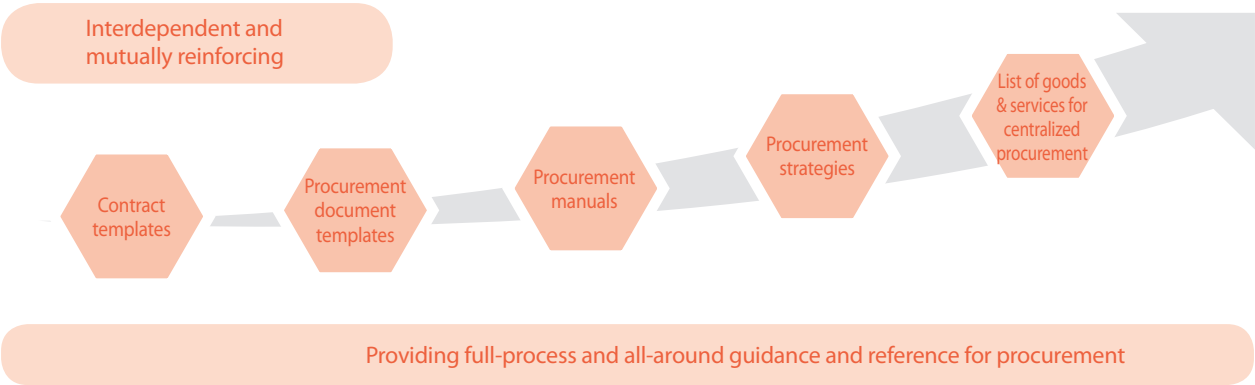 Interdependent and
mutually reinforcing
Contract
templates
Procurement
document
templates
Procurement
manuals
Procurement
strategies
List of goods
& services for
centralized
procurement
Providing full-process and all-around guidance and reference for procurement